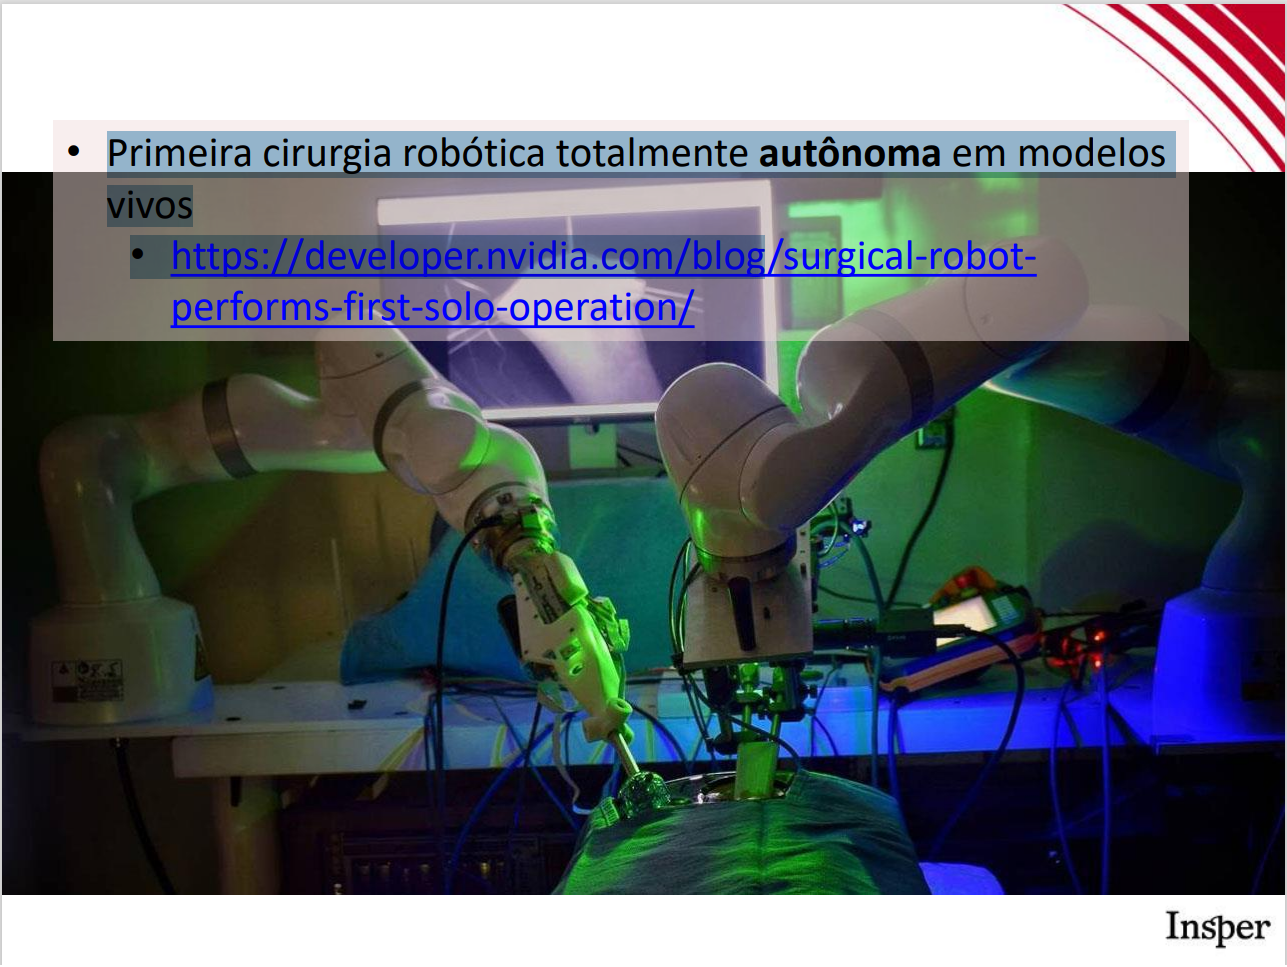 • Primeira cirurgia robótica totalmente autônoma em modelos
vivos
• https://developer.nvidia.com/blog/surgical-robot-
performs-first-solo-operation/
Insper